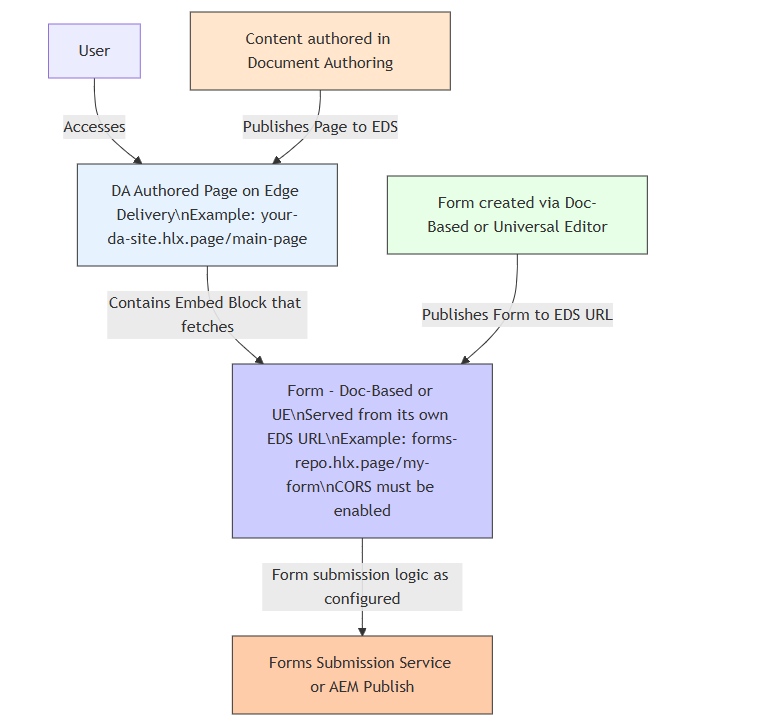 User
Content authored in
Document Authoring
Accesses
Publishes Page to EDS
DA Authored Page on Edge
Delivery\nExample: your-
da-site.hlx.page/main-page
Form created via Doc-
Based or Universal Editor
Contains Embed Block that
fetches
Publishes Form to EDS URL
Form - Doc-Based or
UE\nServed from its own
EDS URL\nExample: forms-
repo.hlx.page/my-
form\nCORS must be
enabled
Form submission logic as
configured
Forms Submission Service
or AEM Publish